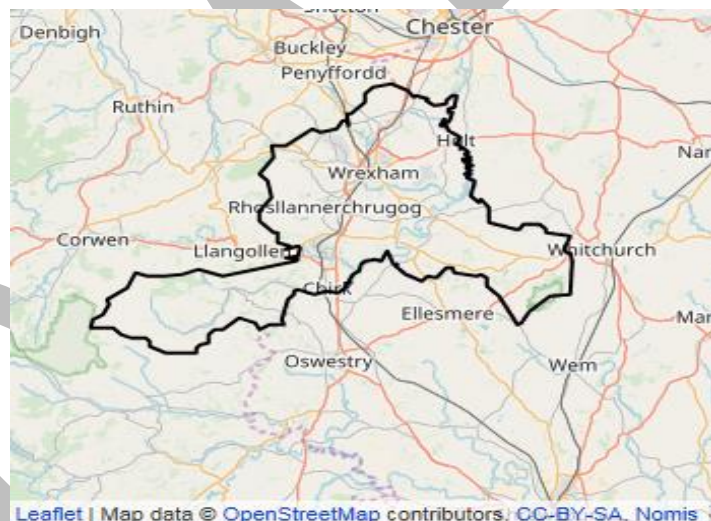 Shotton
Denbigh
Chester
Buckley
Penyffordd
Ruthin
Holt
Wrexham
Rhosllannerchrugog
Corwen
Llangollen
Whitchurch
Chirk
Ellesmere
Oswestry
Wem
Leaflet | Map data © OpenStreetMap contributors, CC-BY-SA, Nomis